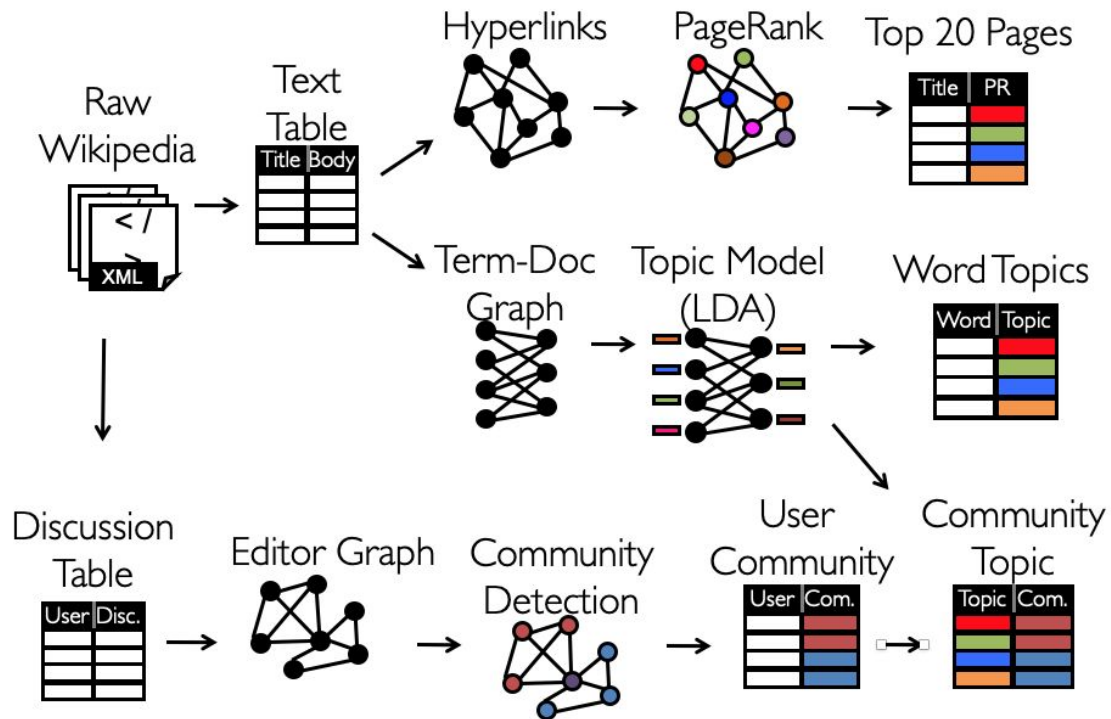 Raw
Wikipedia
</
>
XML
Text
Table
Title Body
Hyperlinks
PageRank
Top 20 Pages
Title PR
Term-Doc
Graph
Topic Model
(LDA)
Word Topics
Word Topic
Discussion
Table
User Disc.
Editor Graph
Community
Detection
User
Community
User Com.
Community
Topic
Topic Com.